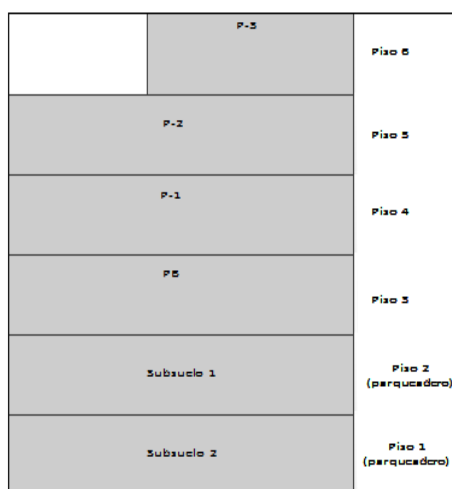 P-3
Piso 6
P-2
Piso 5
P-1
Piso 4
PB
Piso 3
Subsuelo 1
Piso 2
(parqueadero)
Subsuelo 2
Piso 1
(parqueadero)